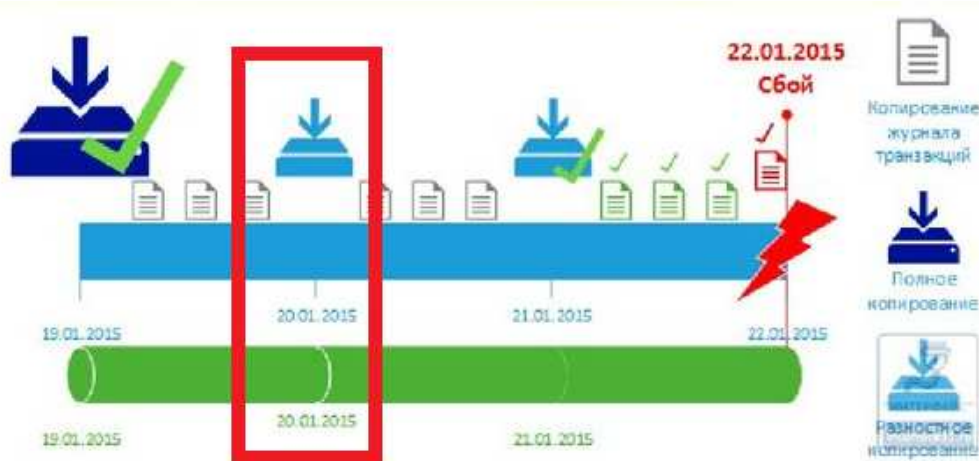 22.01.2015
Сбой
Копирование
журнала
транзакций
Полное
копирование
20.01.2015
21.01.2015
19.01.2015
22.01.2015
20.01.2015
19.01.2015
21.01.2015
Разностное
копирование